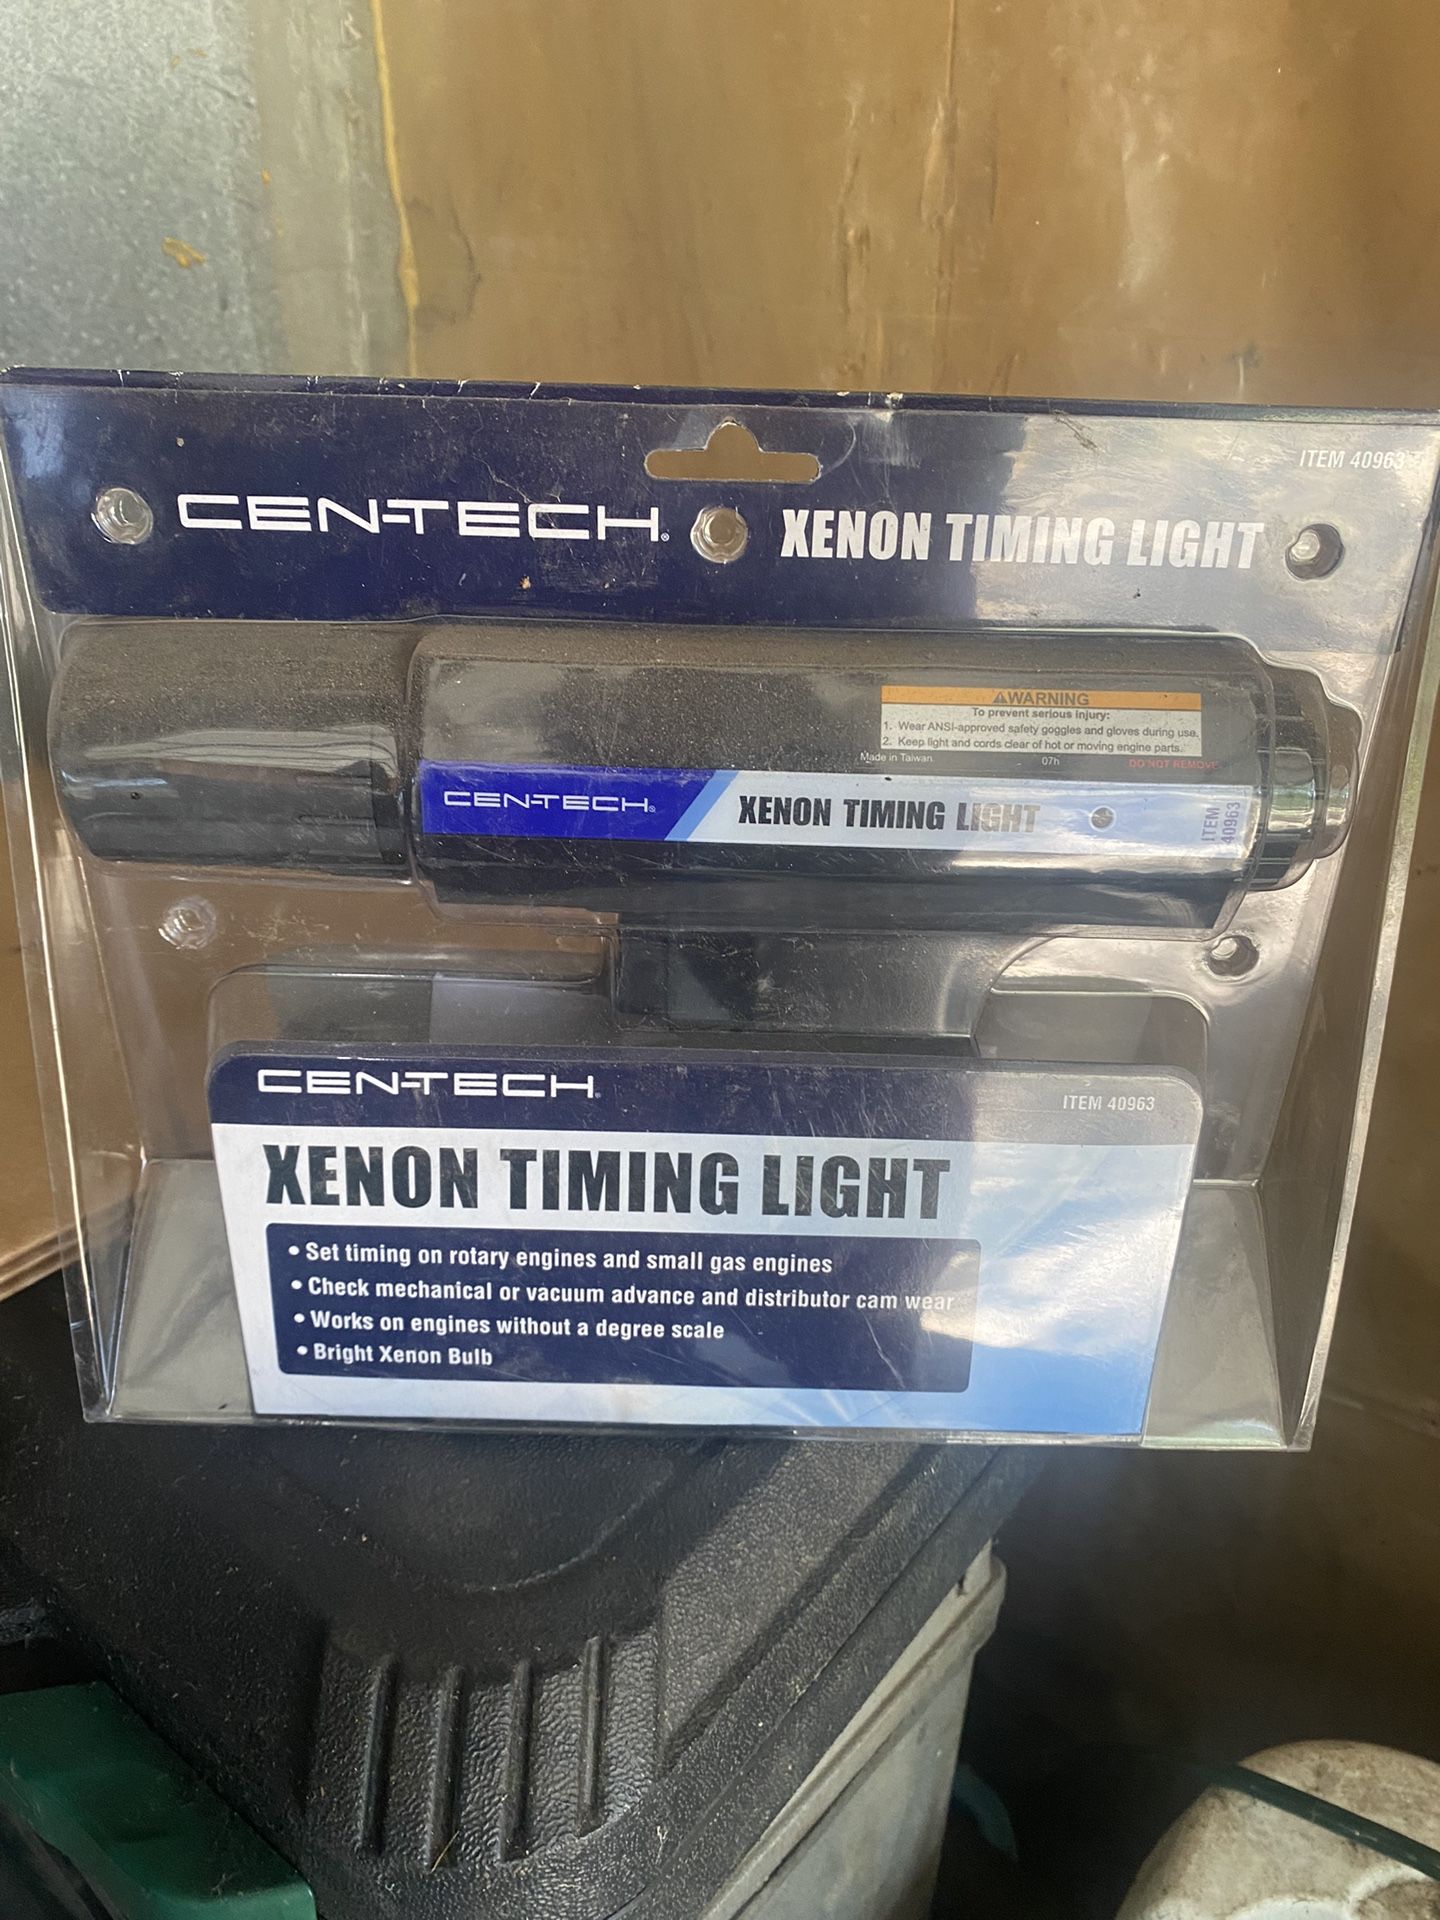 ITEM 40963
CEN-TECH® XENON TIMING LIGHT
⚠WARNING
To prevent serious injury:
1. Wear ANSI-approved safety goggles and gloves during use.
2. Keep light and cords clear of hot or moving engine parts.
Made in Taiwan 07h DO NOT REMOVE
CEN-TECH® XENON TIMING LIGHT
ITEM
40963
CEN-TECH® ITEM 40963
XENON TIMING LIGHT
• Set timing on rotary engines and small gas engines
• Check mechanical or vacuum advance and distributor cam wear
• Works on engines without a degree scale
• Bright Xenon Bulb